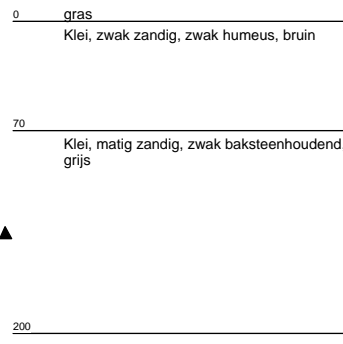 0 gras
Klei, zwak zandig, zwak humeus, bruin
70
Klei, matig zandig, zwak baksteenhoudend
grijs
200